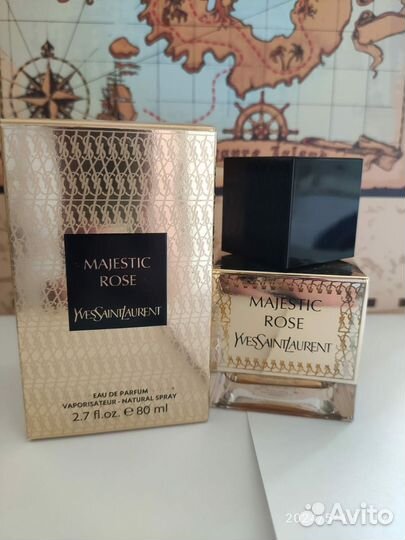 MAJESTIC
ROSE
YVESSAINTLAURENT
EAU DE PARFUM
VAPORISATEUR - NATURAL SPRAY
2.7 fl.oz. e 80 ml
MAJESTIC
ROSE
YVESSAINTLAURENT
Avito